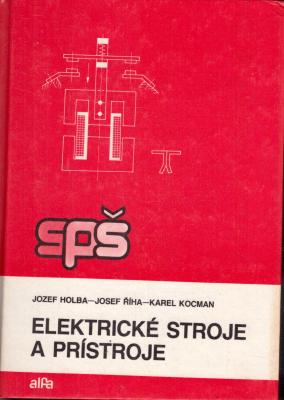 spš
JOZEF HOLBA—JOSEF ŘÍHA—KAREL KOCMAN
ELEKTRICKÉ STROJE
A PRÍSTROJE
alfa